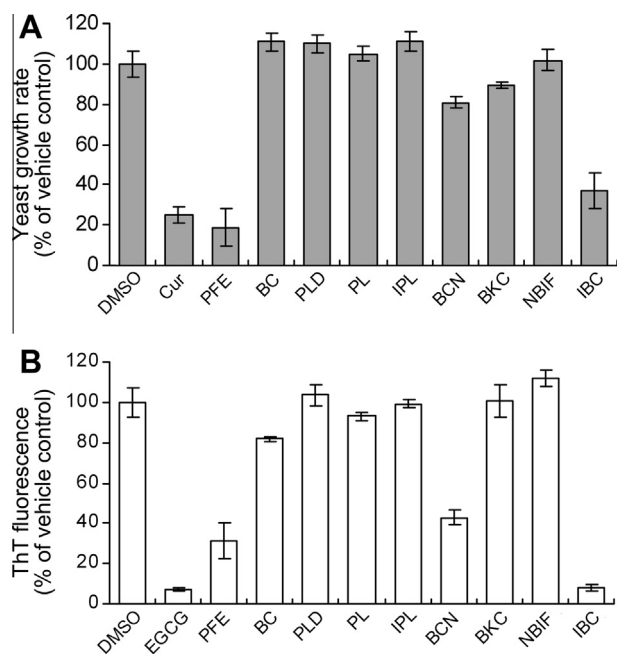 A
120
100
80
60
40
20
0
Yeast growth rate
(% of vehicle control)
DMSO Cur PFE BC PLD PL IPL BCN BKC NBIF IBC
B
120
100
80
60
40
20
0
ThT fluorescence
(% of vehicle control)
DMSO EGCG PFE BC PLD PL IPL BCN BKC NBIF IBC